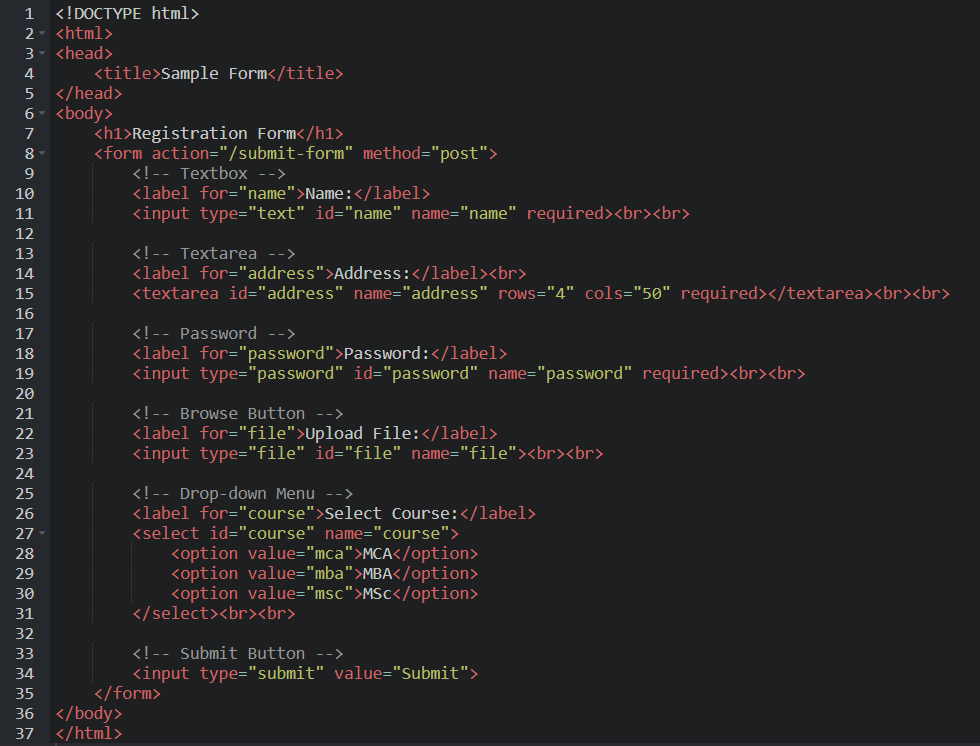 1 <!DOCTYPE html>
2 <html>
3 <head>
4     <title>Sample Form</title>
5 </head>
6 <body>
7     <h1>Registration Form</h1>
8     <form action="/submit-form" method="post">
9         <!-- Textbox -->
10         <label for="name">Name:</label>
11         <input type="text" id="name" name="name" required><br><br>
12
13         <!-- Textarea -->
14         <label for="address">Address:</label><br>
15         <textarea id="address" name="address" rows="4" cols="50" required></textarea><br><br>
16
17         <!-- Password -->
18         <label for="password">Password:</label>
19         <input type="password" id="password" name="password" required><br><br>
20
21         <!-- Browse Button -->
22         <label for="file">Upload File:</label>
23         <input type="file" id="file" name="file"><br><br>
24
25         <!-- Drop-down Menu -->
26         <label for="course">Select Course:</label>
27         <select id="course" name="course">
28             <option value="mca">MCA</option>
29             <option value="mba">MBA</option>
30             <option value="msc">MSc</option>
31         </select><br><br>
32
33         <!-- Submit Button -->
34         <input type="submit" value="Submit">
35     </form>
36 </body>
37 </html>